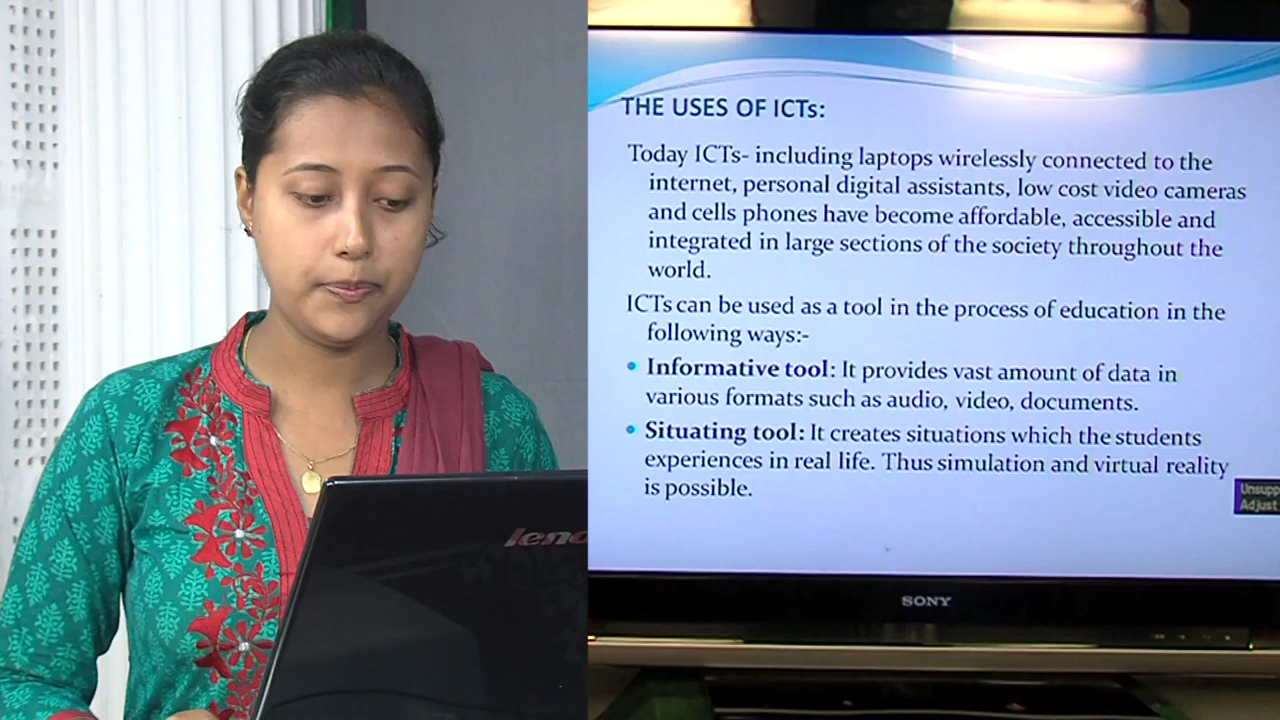 THE USES OF ICTs:
Today ICTs- including laptops wirelessly connected to the
internet, personal digital assistants, low cost video cameras
and cells phones have become affordable, accessible and
integrated in large sections of the society throughout the
world.
ICTs can be used as a tool in the process of education in the
following ways:-
• Informative tool: It provides vast amount of data in
various formats such as audio, video, documents.
• Situating tool: It creates situations which the students
experiences in real life. Thus simulation and virtual reality
is possible.
Adjust
SONY